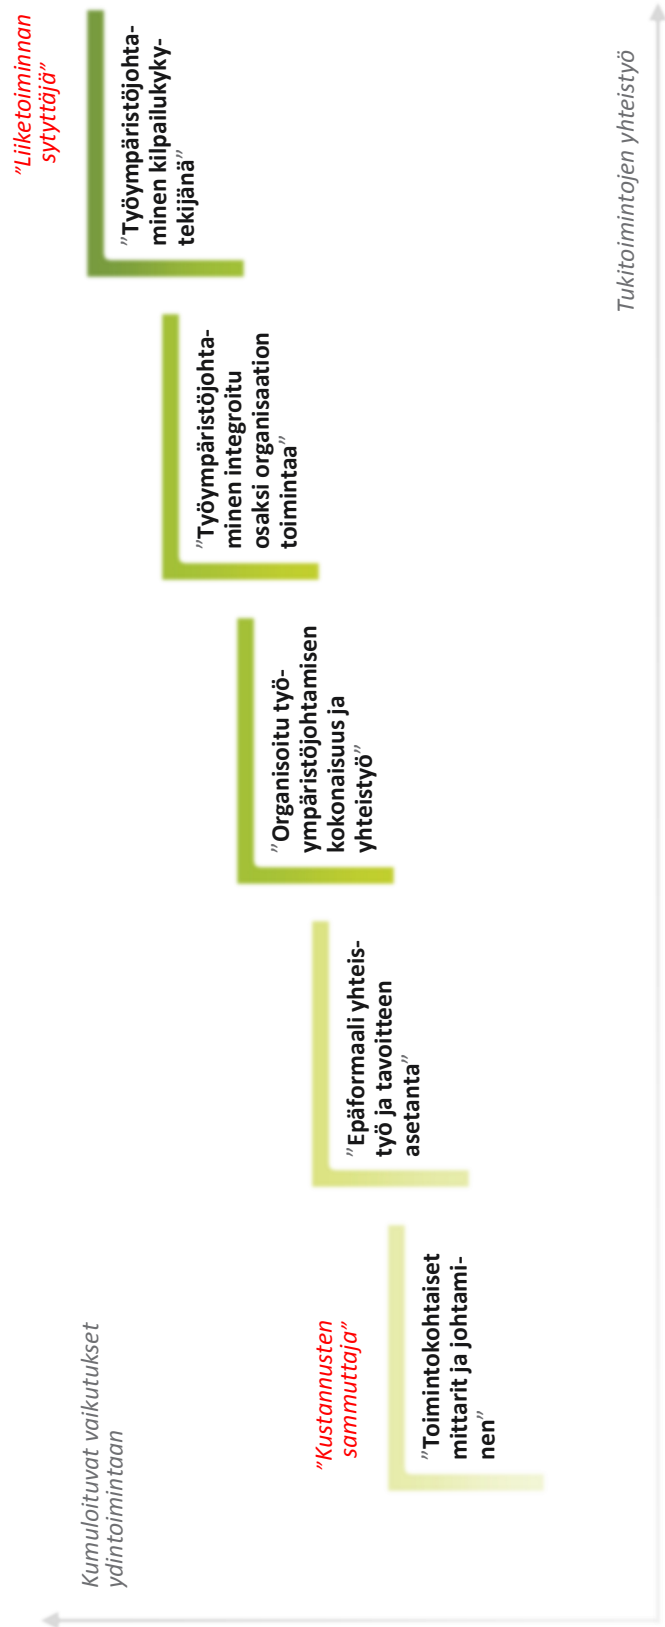 Kumuloituvat vaikutukset
ydintoimintaan
”Kustannusten
sammuttaja”
”Toimintokohtaiset
mittarit ja johtami-
nen”
”Epäformaali yhteis-
työ ja tavoitteen
asetanta”
”Organisoitu työ-
ympäristöjohtamisen
kokonaisuus ja
yhteistyö”
”Työympäristöjohta-
minen integroitu
osaksi organisaation
toimintaa”
”Liiketoiminnan
sytyttäjä”
”Työympäristöjohta-
minen kilpailukyky-
tekijänä”
Tukitoimintojen yhteistyö